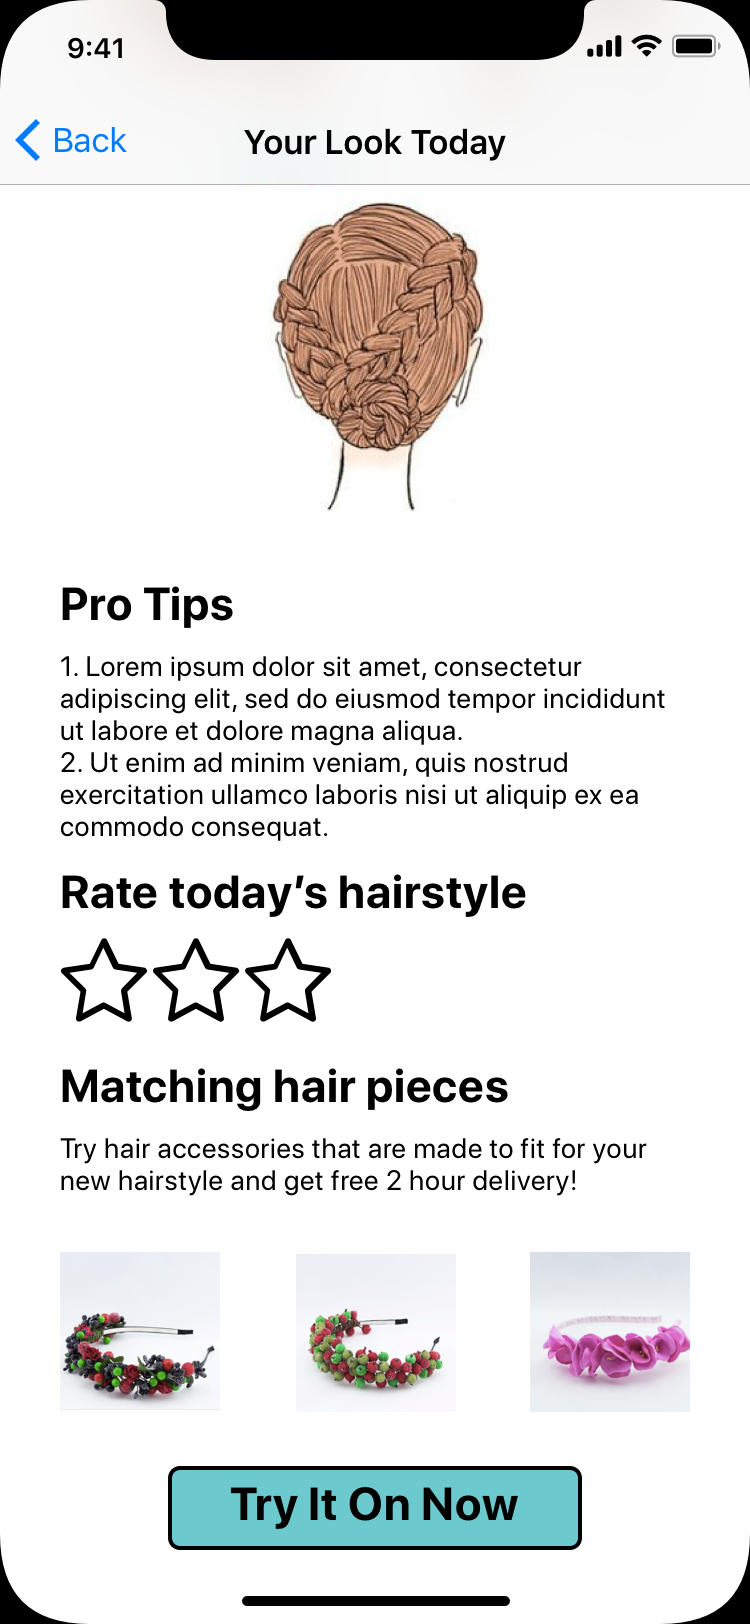 9:41
Back
Your Look Today
Pro Tips
1. Lorem ipsum dolor sit amet, consectetur
adipiscing elit, sed do eiusmod tempor incididunt
ut labore et dolore magna aliqua.
2. Ut enim ad minim veniam, quis nostrud
exercitation ullamco laboris nisi ut aliquip ex ea
commodo consequat.
Rate today’s hairstyle
Matching hair pieces
Try hair accessories that are made to fit for your
new hairstyle and get free 2 hour delivery!
Try It On Now